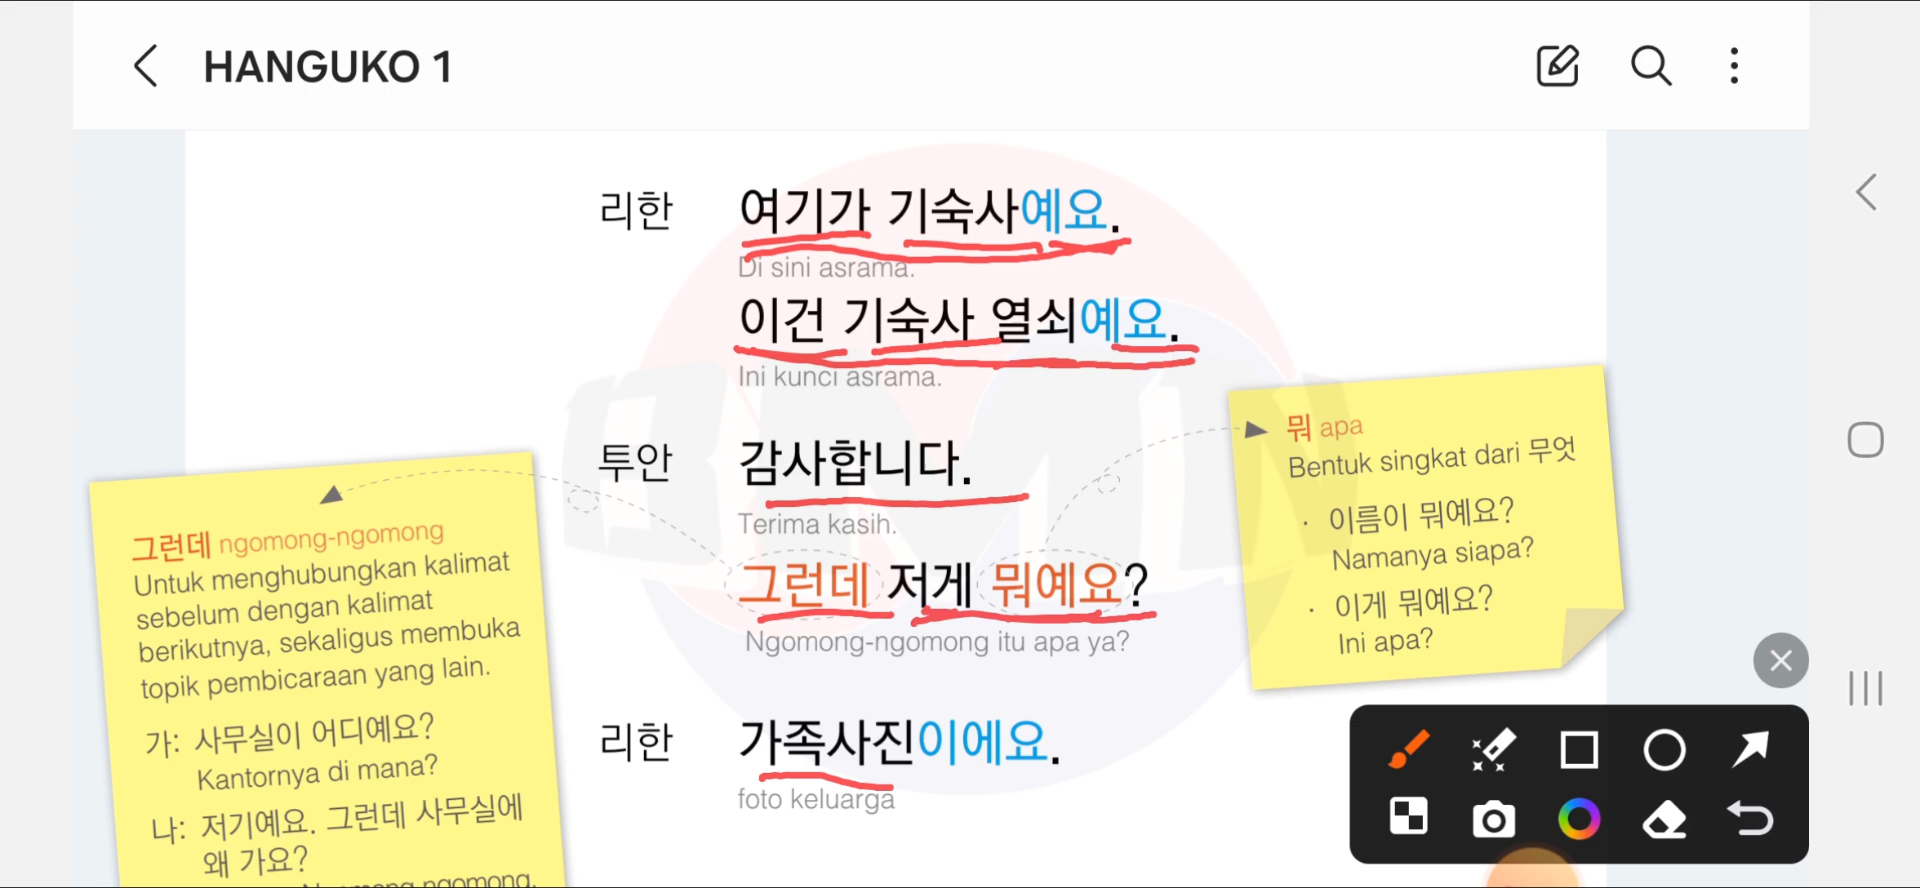 HANGUKO 1
리한 여기가 기숙사예요.
Di sini asrama.
이건 기숙사 열쇠예요.
Ini kunci asrama.
투안 감사합니다.
Terima kasih.
그런데 저게 뭐예요?
Ngomong-ngomong itu apa ya?
리한 가족사진이에요.
foto keluarga
그런데 ngomong-ngomong
Untuk menghubungkan kalimat
sebelum dengan kalimat
berikutnya, sekaligus membuka
topik pembicaraan yang lain.
가: 사무실이 어디예요?
Kantornya di mana?
나: 저기예요. 그런데 사무실에
왜 가요?
Ngomong-ngomong,
뭐 apa
Bentuk singkat dari 무엇
· 이름이 뭐예요?
Namanya siapa?
· 이게 뭐예요?
Ini apa?